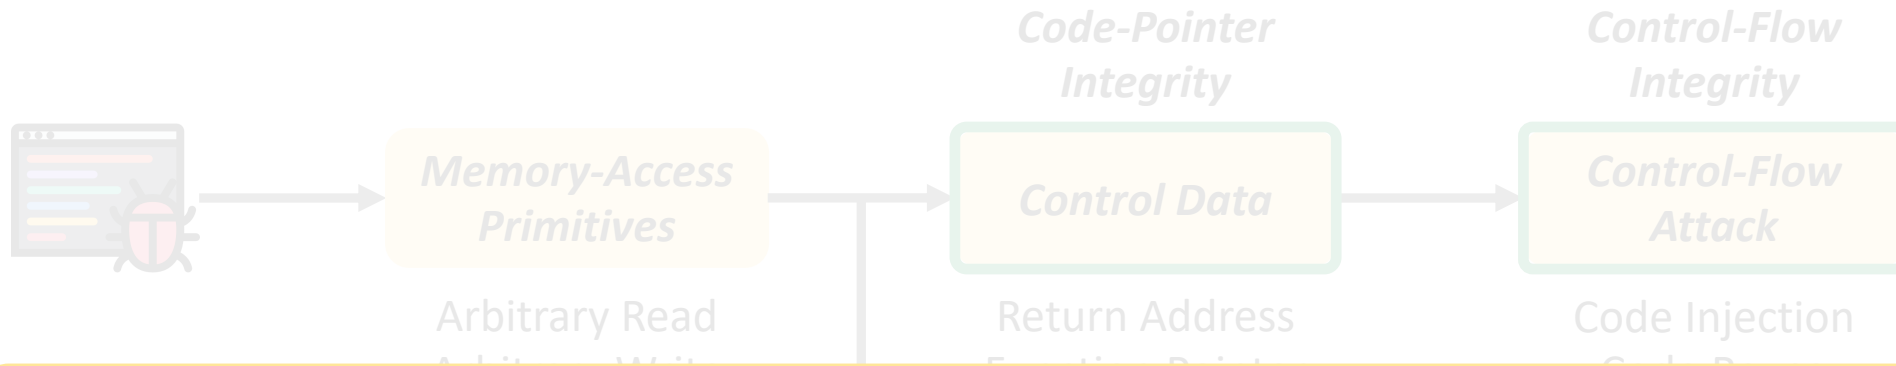 Code-Pointer
Integrity
Control-Flow
Integrity
Memory-Access
Primitives
Control Data
Control-Flow
Attack
Arbitrary Read
Return Address
Code Injection